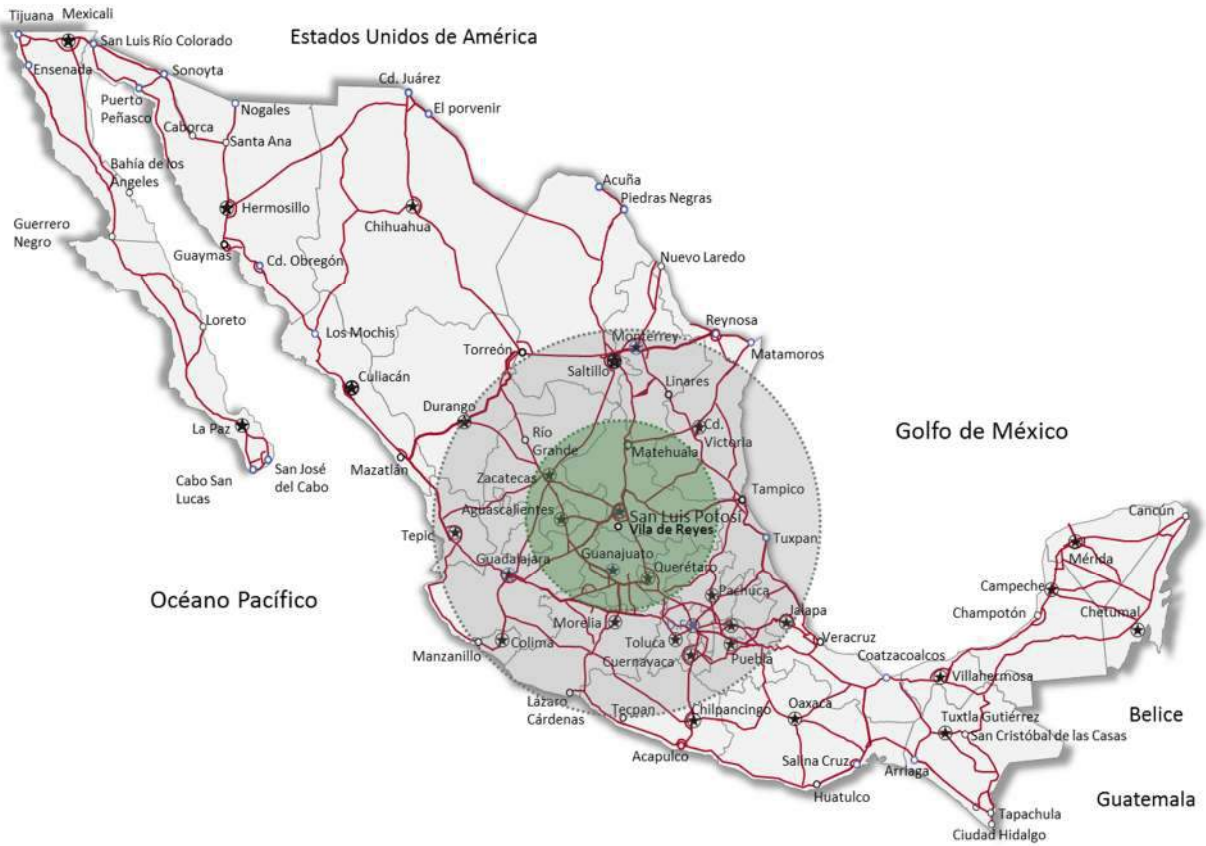 Tijuana
Mexicali
San Luis Río Colorado
Estados Unidos de América
Ensenada
Sonoyta
Cd. Juárez
Puerto
Peñasco
Nogales
El porvenir
Caborca
Santa Ana
Bahía de los
Ángeles
Acuña
Piedras Negras
Hermosillo
Chihuahua
Guerrero
Negro
Guaymas
Cd. Obregón
Nuevo Laredo
Loreto
Los Mochis
Reynosa
Monterrey
Torreón
Matamoros
Saltillo
Culiacán
Linares
Durango
La Paz
Cd.
Victoria
Golfo de México
Río
Grande
Matehuala
Mazatlán
Cabo San
Lucas
San José
del Cabo
Zacatecas
Tampico
Aguascalientes
San Luis Potosí
Vila de Reyes
Cancún
Tepic
Tuxpan
Guadalajara
Guanajuato
Querétaro
Mérida
Campeche
Océano Pacífico
Pachuca
Champotón
Chetumal
Jalapa
Morelia
Colima
Toluca
Veracruz
Manzanillo
Cuernavaca
Puebla
Coatzacoalcos
Villahermosa
Lázaro
Cárdenas
Tecpan
Chilpancingo
Oaxaca
Belice
Tuxtla Gutiérrez
San Cristóbal de las Casas
Acapulco
Salina Cruz
Arriaga
Huatulco
Guatemala
Tapachula
Ciudad Hidalgo